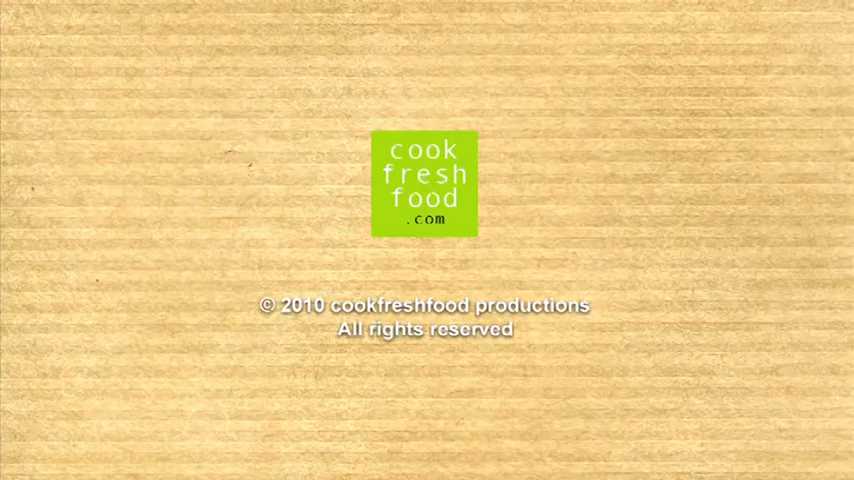 cook
fresh
food
.com
© 2010 cookfreshfood productions
All rights reserved